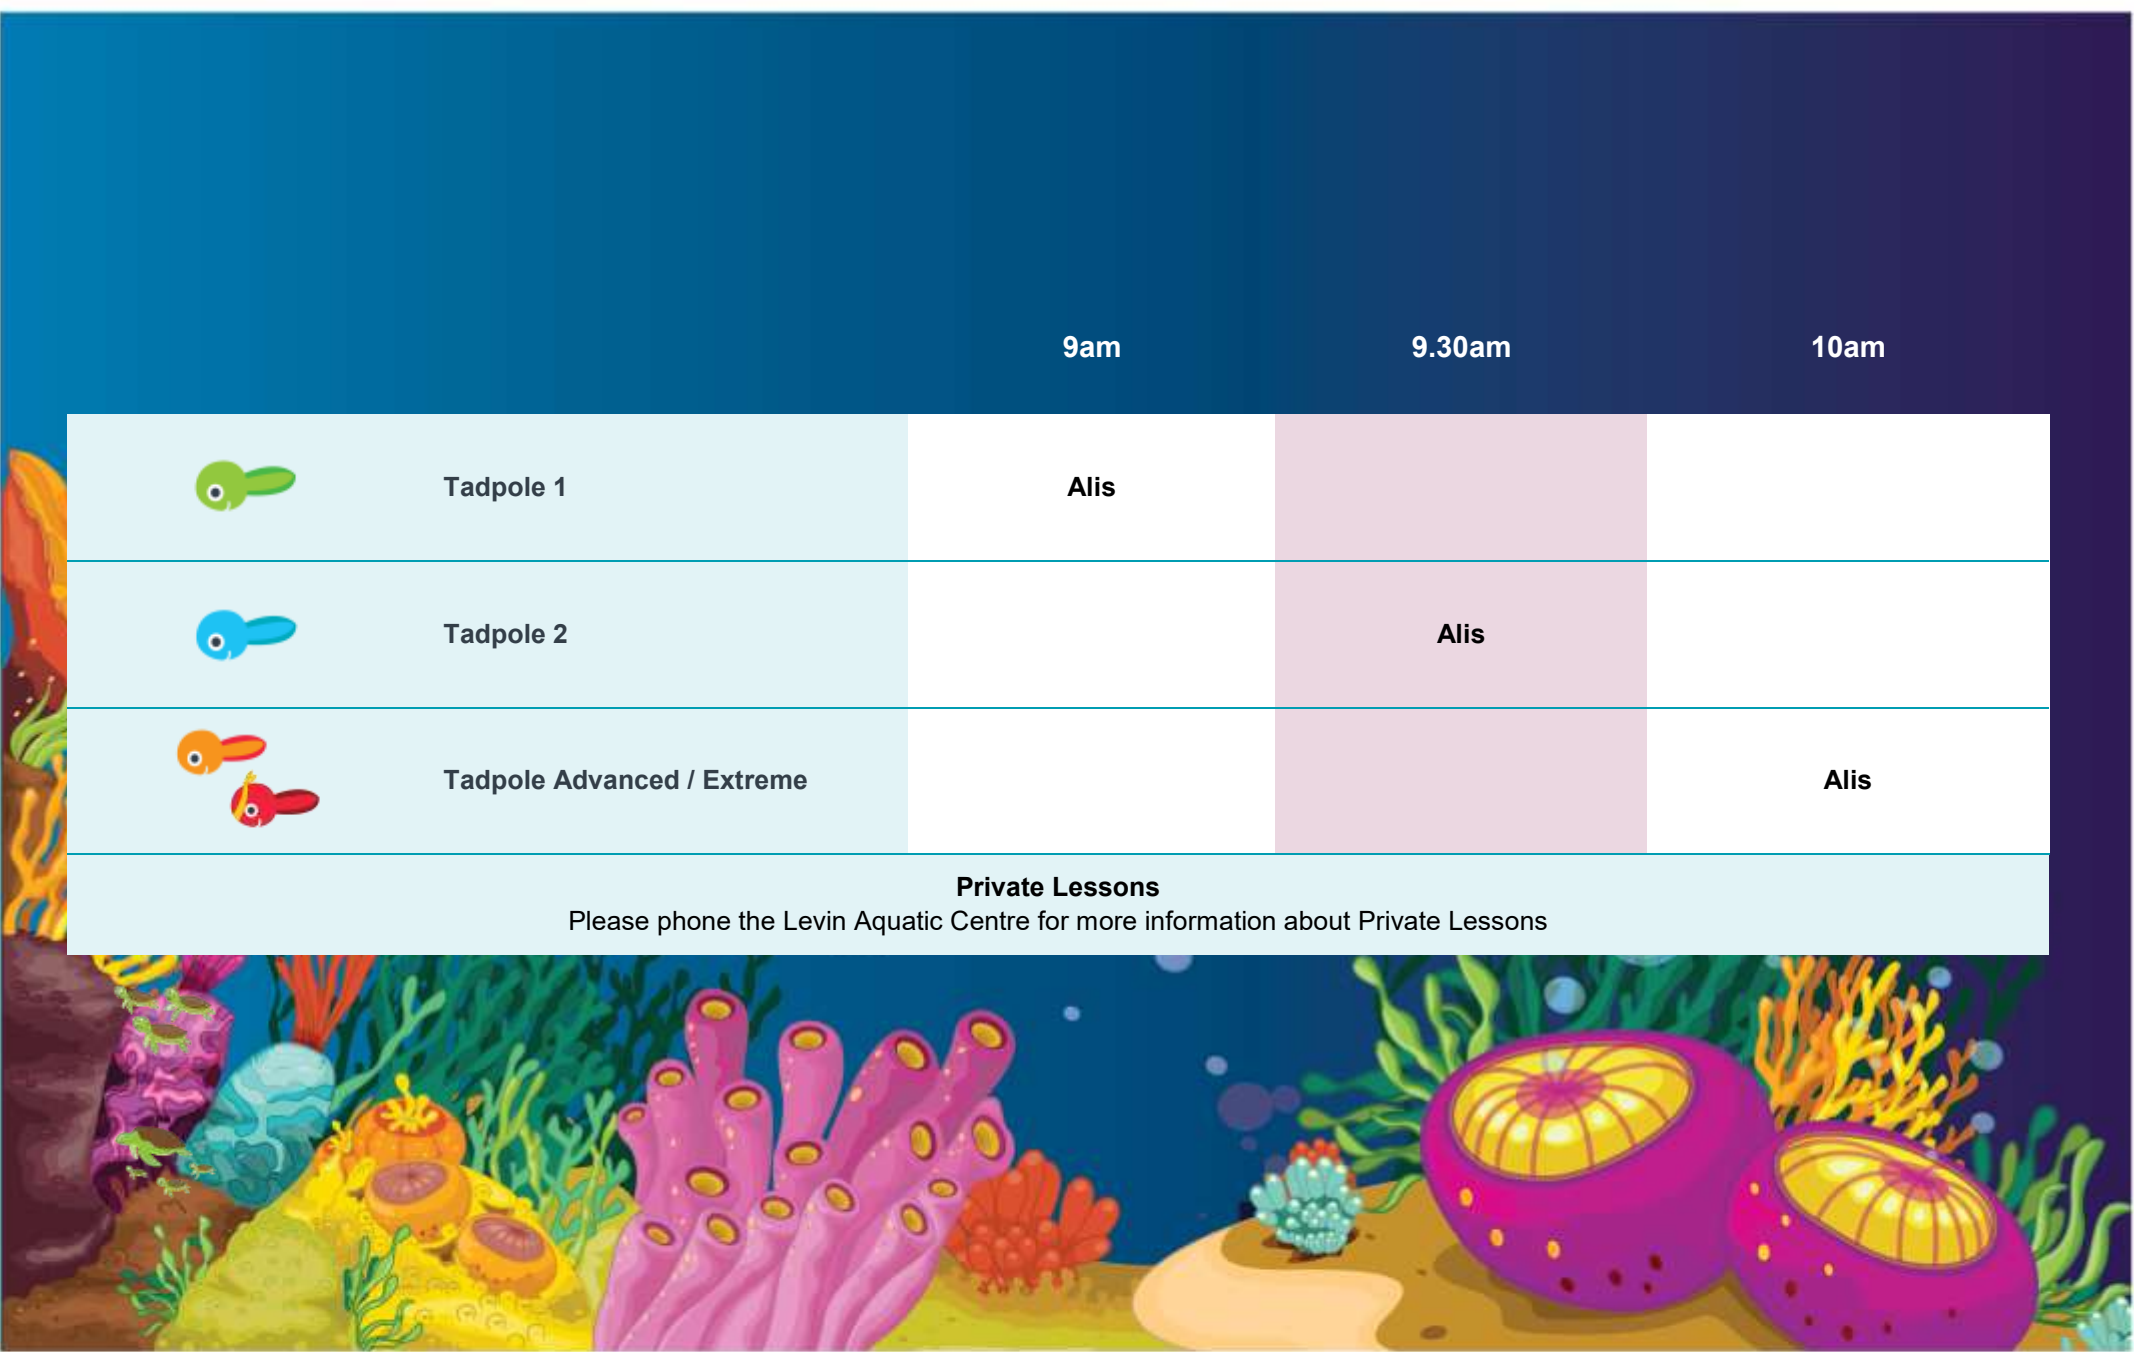 9am 9.30am 10am
Tadpole 1 Alis
Tadpole 2 Alis
Tadpole Advanced / Extreme Alis
Private Lessons
Please phone the Levin Aquatic Centre for more information about Private Lessons